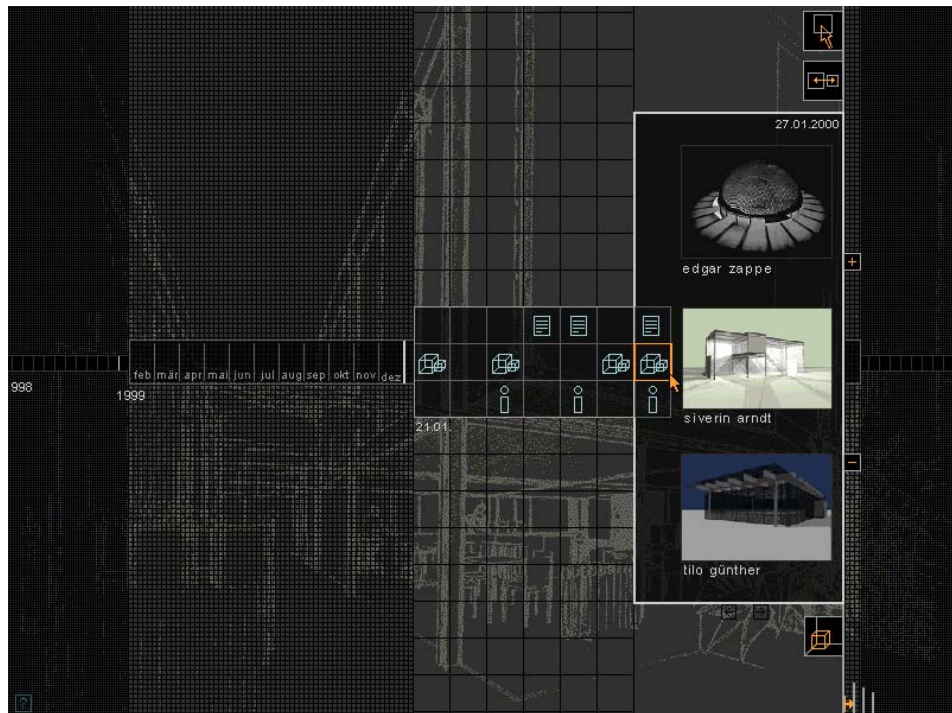 27.01.2000
edgar zappe
siverin arndt
feb mär apr mai jun jul aug sep okt nov dez
998
1999
21.01.
tilo günther
?